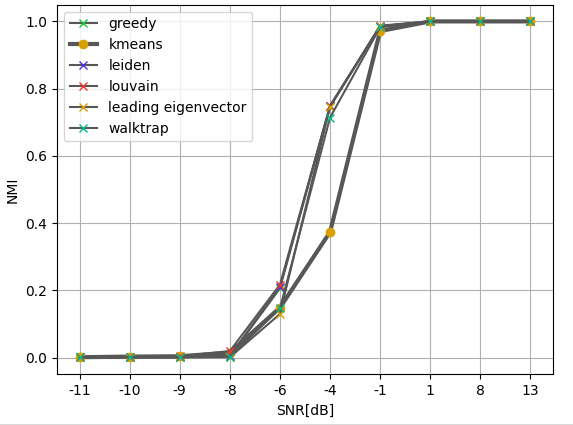 greedy
kmeans
leiden
louvain
leading eigenvector
walktrap
1.0
0.8
0.6
0.4
0.2
0.0
NMI
-11 -10 -9 -8 -6 -4 -1 1 8 13
SNR[dB]